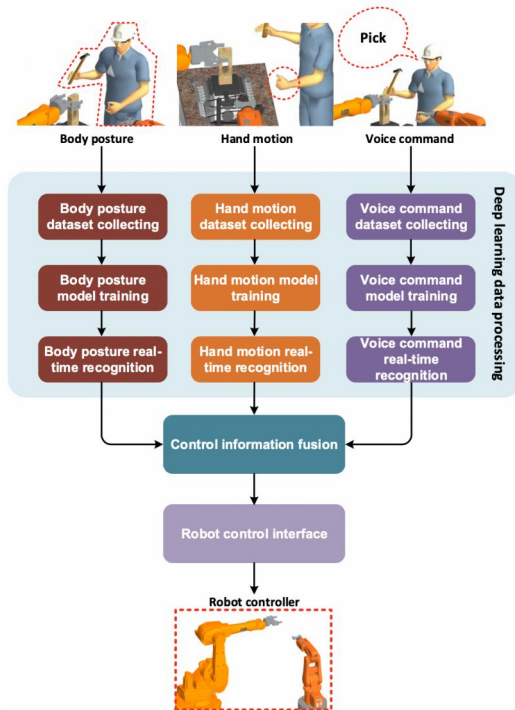 Pick
Body posture
Hand motion
Voice command
Body posture
dataset collecting
Hand motion
dataset collecting
Voice command
dataset collecting
Body posture
model training
Hand motion model
training
Voice command
model training
Body posture real-
time recognition
Hand motion real-
time recognition
Voice command
real-time
recognition
Deep learning data processing
Control information fusion
Robot control interface
Robot controller